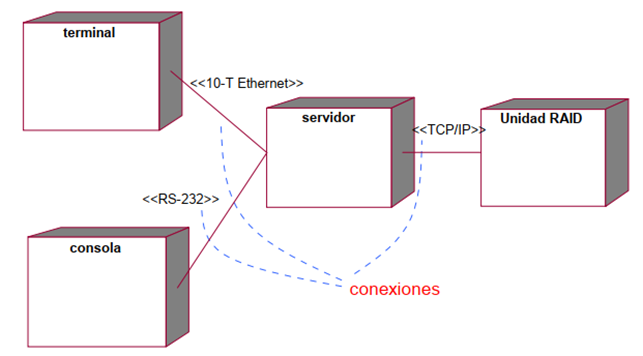 terminal
<<10-T Ethernet>>
servidor
<<TCP/IP>>
Unidad RAID
<<RS-232>>
consola
conexiones